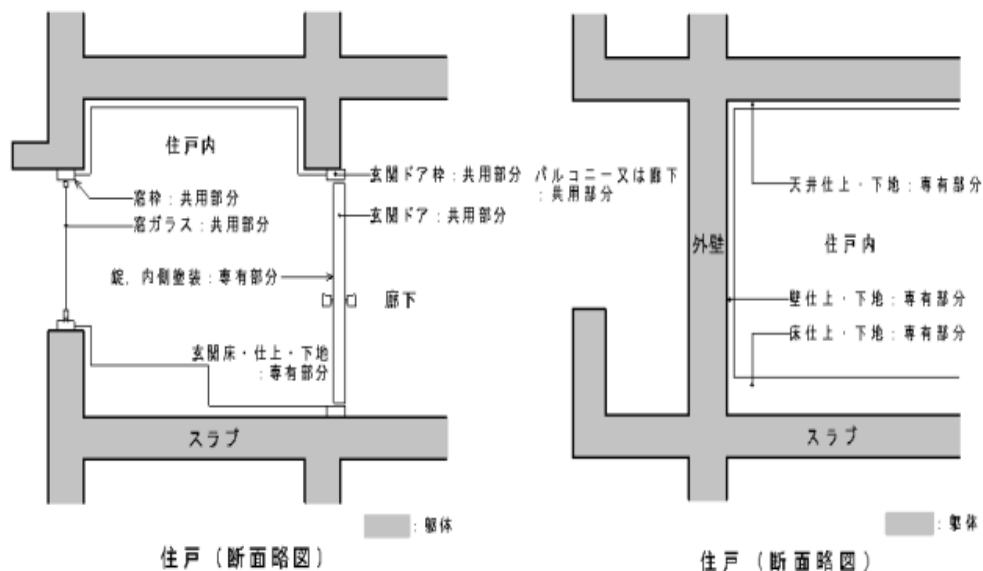 住戸内
玄関ドア枠：共用部分
窓枠：共用部分
窓ガラス：共用部分
玄関ドア：共用部分
錠，内側塗装：専有部分
廊下
玄関床・仕上・下地
：専有部分
スラブ
：躯体
住戸（断面略図）
バルコニー又は廊下
：共用部分
天井仕上・下地：専有部分
外壁
住戸内
壁仕上・下地：専有部分
床仕上・下地：専有部分
スラブ
：躯体
住戸（断面略図）